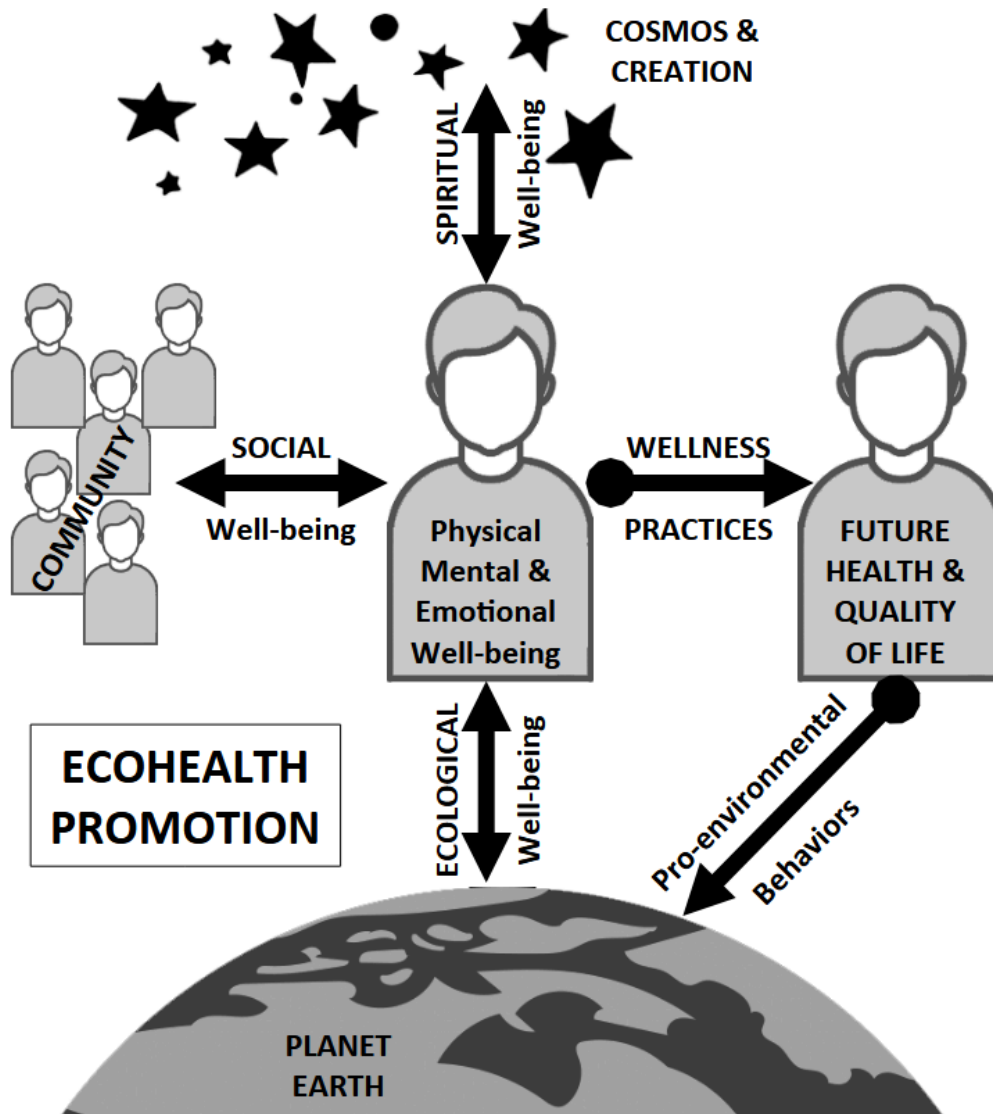 COSMOS &
CREATION
SPIRITUAL
Well-being
COMMUNITY
SOCIAL
Well-being
Physical
Mental &
Emotional
Well-being
WELLNESS
PRACTICES
FUTURE
HEALTH &
QUALITY
OF LIFE
ECOHEALTH
PROMOTION
ECOLOGICAL
Well-being
Pro-environmental
Behaviors
PLANET
EARTH